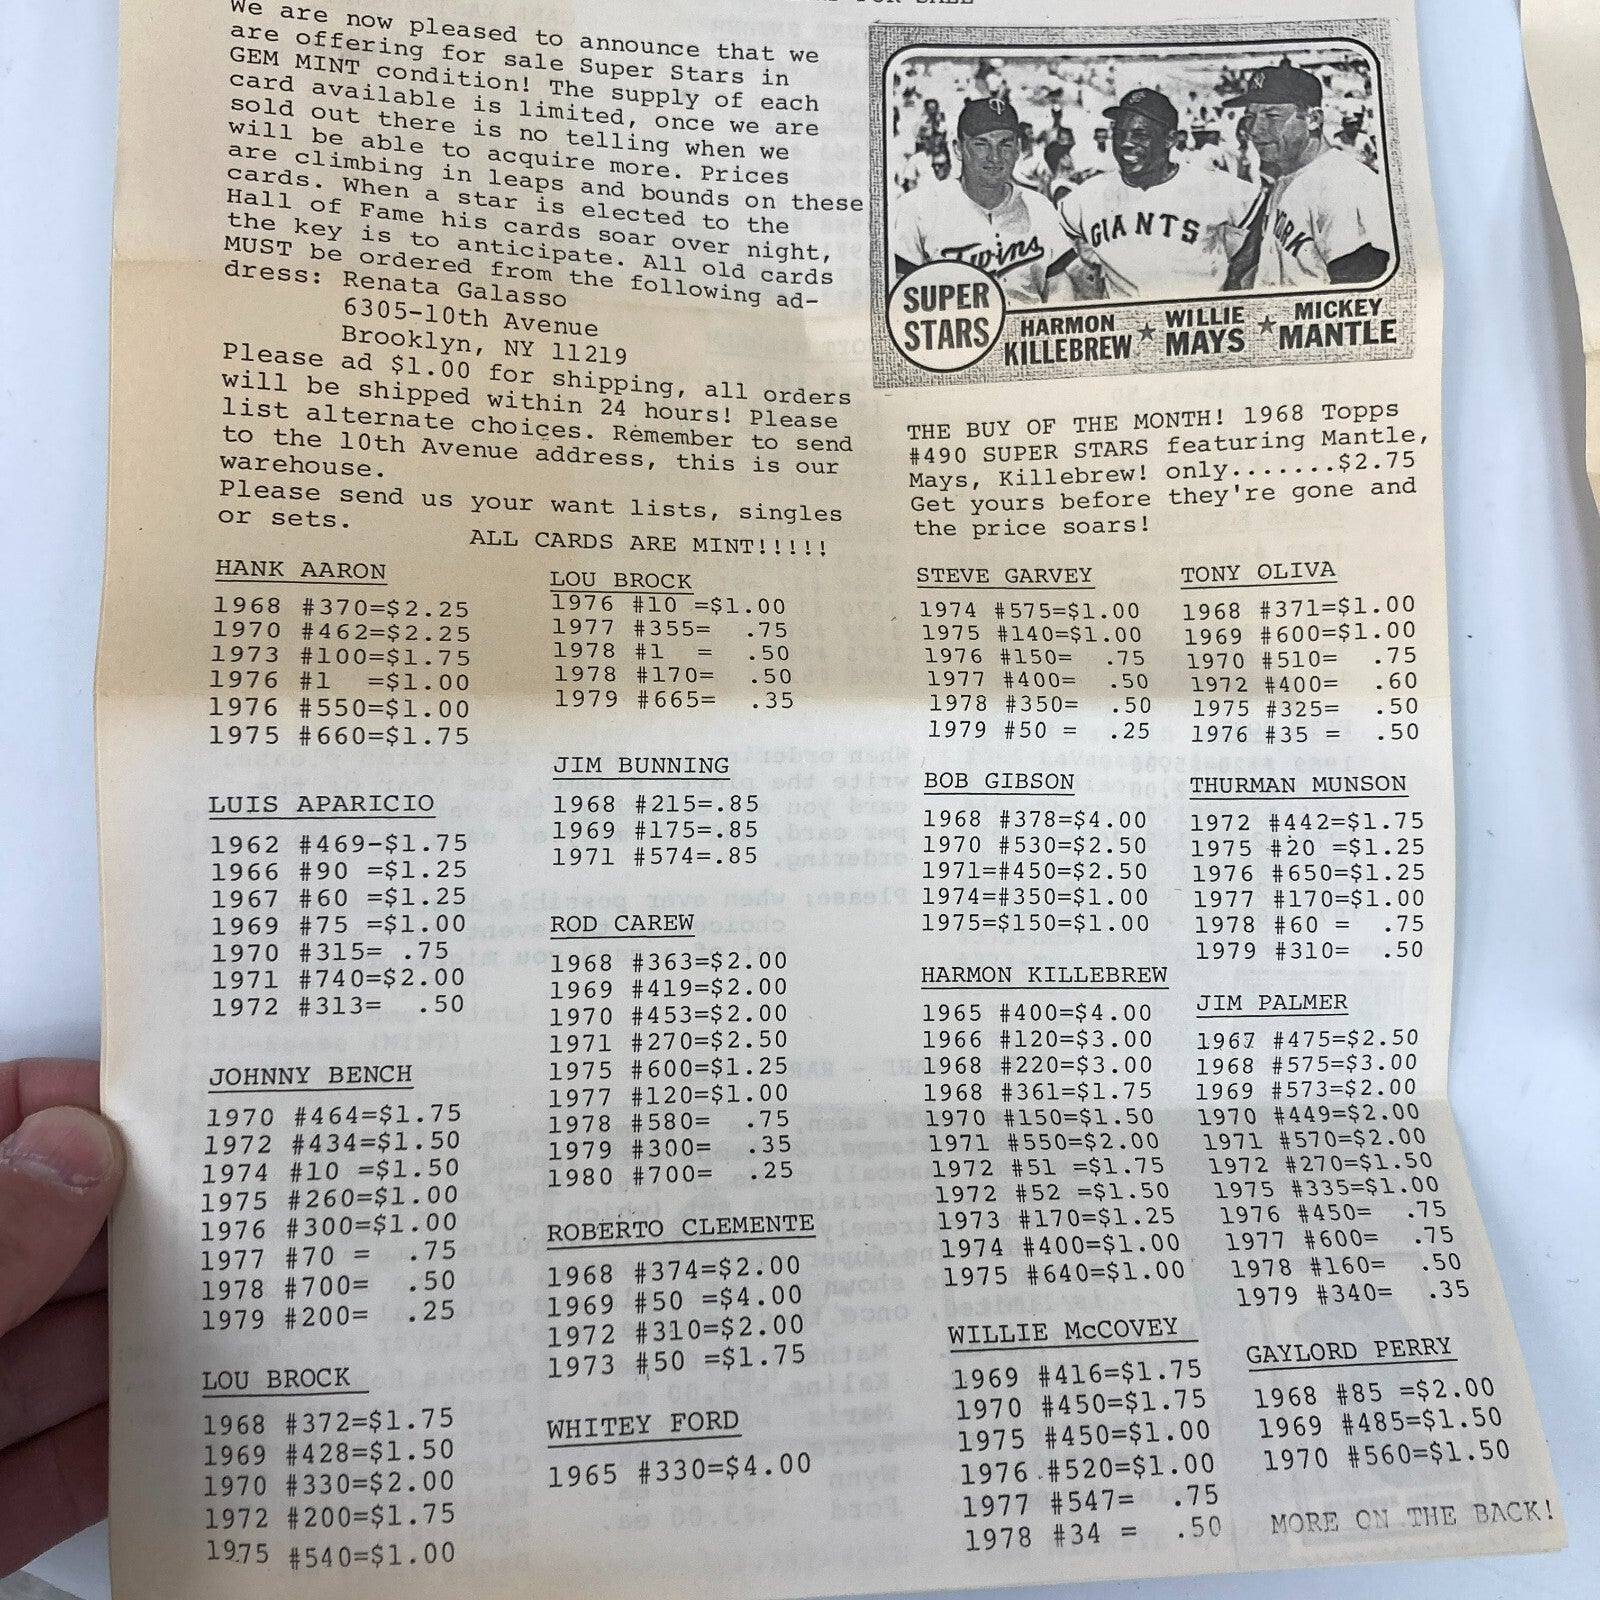 FOR SALE
We are now pleased to announce that we
are offering for sale Super Stars in
GEM MINT condition! The supply of each
card available is limited, once we are
sold out there is no telling when we
will be able to acquire more. Prices
are climbing in leaps and bounds on these
cards. When a star is elected to the
Hall of Fame his cards soar over night,
the key is to anticipate. All old cards
MUST be ordered from the following ad-
dress: Renata Galasso
6305-10th Avenue
Brooklyn, NY 11219
Please ad $1.00 for shipping, all orders
will be shipped within 24 hours! Please
list alternate choices. Remember to send
to the 10th Avenue address, this is our
warehouse.
Please send us your want lists, singles
or sets.
ALL CARDS ARE MINT!!!!!
Twins
GIANTS
YORK
SUPER
STARS
HARMON
KILLEBREW
★
WILLIE
MAYS
★
MICKEY
MANTLE
THE BUY OF THE MONTH! 1968 Topps
#490 SUPER STARS featuring Mantle,
Mays, Killebrew! only.......$2.75
Get yours before they're gone and
the price soars!
HANK AARON
1968 #370=$2.25
1970 #462=$2.25
1973 #100=$1.75
1976 #1 =$1.00
1976 #550=$1.00
1975 #660=$1.75
LUIS APARICIO
1962 #469-$1.75
1966 #90 =$1.25
1967 #60 =$1.25
1969 #75 =$1.00
1970 #315= .75
1971 #740=$2.00
1972 #313= .50
JOHNNY BENCH
1970 #464=$1.75
1972 #434=$1.50
1974 #10 =$1.50
1975 #260=$1.00
1976 #300=$1.00
1977 #70 = .75
1978 #700= .50
1979 #200= .25
LOU BROCK
1968 #372=$1.75
1969 #428=$1.50
1970 #330=$2.00
1972 #200=$1.75
1975 #540=$1.00
LOU BROCK
1976 #10 =$1.00
1977 #355= .75
1978 #1 = .50
1978 #170= .50
1979 #665= .35
JIM BUNNING
1968 #215=.85
1969 #175=.85
1971 #574=.85
ROD CAREW
1968 #363=$2.00
1969 #419=$2.00
1970 #453=$2.00
1971 #270=$2.50
1975 #600=$1.25
1977 #120=$1.00
1978 #580= .75
1979 #300= .35
1980 #700= .25
ROBERTO CLEMENTE
1968 #374=$2.00
1969 #50 =$4.00
1972 #310=$2.00
1973 #50 =$1.75
WHITEY FORD
1965 #330=$4.00
STEVE GARVEY
1974 #575=$1.00
1975 #140=$1.00
1976 #150= .75
1977 #400= .50
1978 #350= .50
1979 #50 = .25
BOB GIBSON
1968 #378=$4.00
1970 #530=$2.50
1971=#450=$2.50
1974=#350=$1.00
1975=$150=$1.00
HARMON KILLEBREW
1965 #400=$4.00
1966 #120=$3.00
1968 #220=$3.00
1968 #361=$1.75
1970 #150=$1.50
1971 #550=$2.00
1972 #51 =$1.75
1972 #52 =$1.50
1973 #170=$1.25
1974 #400=$1.00
1975 #640=$1.00
WILLIE McCOVEY
1969 #416=$1.75
1970 #450=$1.75
1975 #450=$1.00
1976 #520=$1.00
1977 #547= .75
1978 #34 = .50
TONY OLIVA
1968 #371=$1.00
1969 #600=$1.00
1970 #510= .75
1972 #400= .60
1975 #325= .50
1976 #35 = .50
THURMAN MUNSON
1972 #442=$1.75
1975 #20 =$1.25
1976 #650=$1.25
1977 #170=$1.00
1978 #60 = .75
1979 #310= .50
JIM PALMER
1967 #475=$2.50
1968 #575=$3.00
1969 #573=$2.00
1970 #449=$2.00
1971 #570=$2.00
1972 #270=$1.50
1975 #335=$1.00
1976 #450= .75
1977 #600= .75
1978 #160= .50
1979 #340= .35
GAYLORD PERRY
1968 #85 =$2.00
1969 #485=$1.50
1970 #560=$1.50
MORE ON THE BACK!